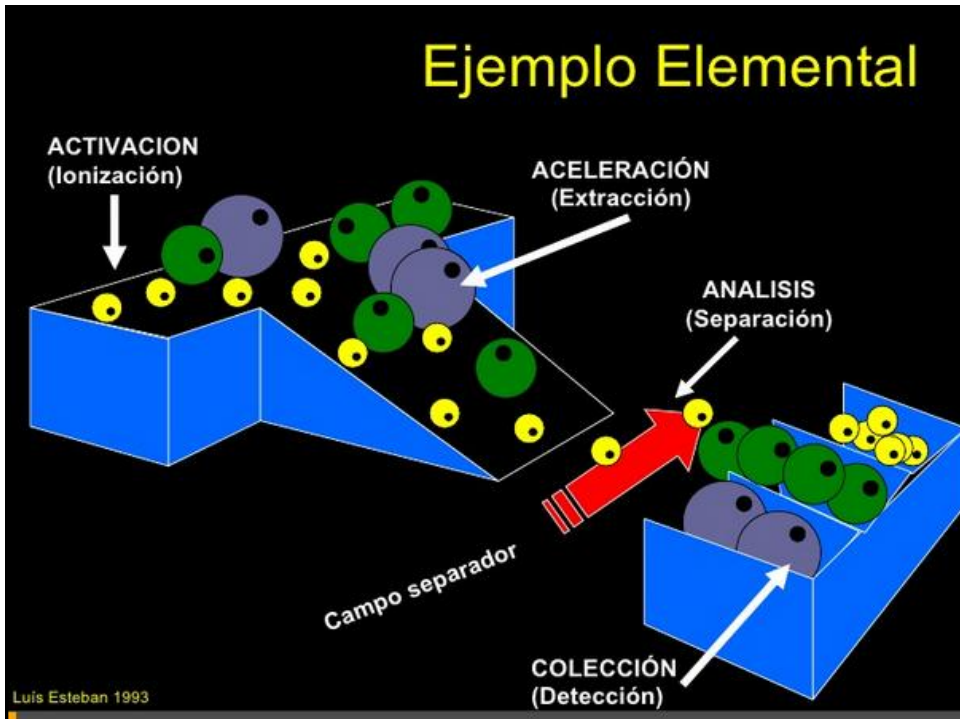 Ejemplo Elemental
ACTIVACION
(Ionización)
ACELERACIÓN
(Extracción)
ANALISIS
(Separación)
Campo separador
COLECCIÓN
(Detección)
Luís Esteban 1993